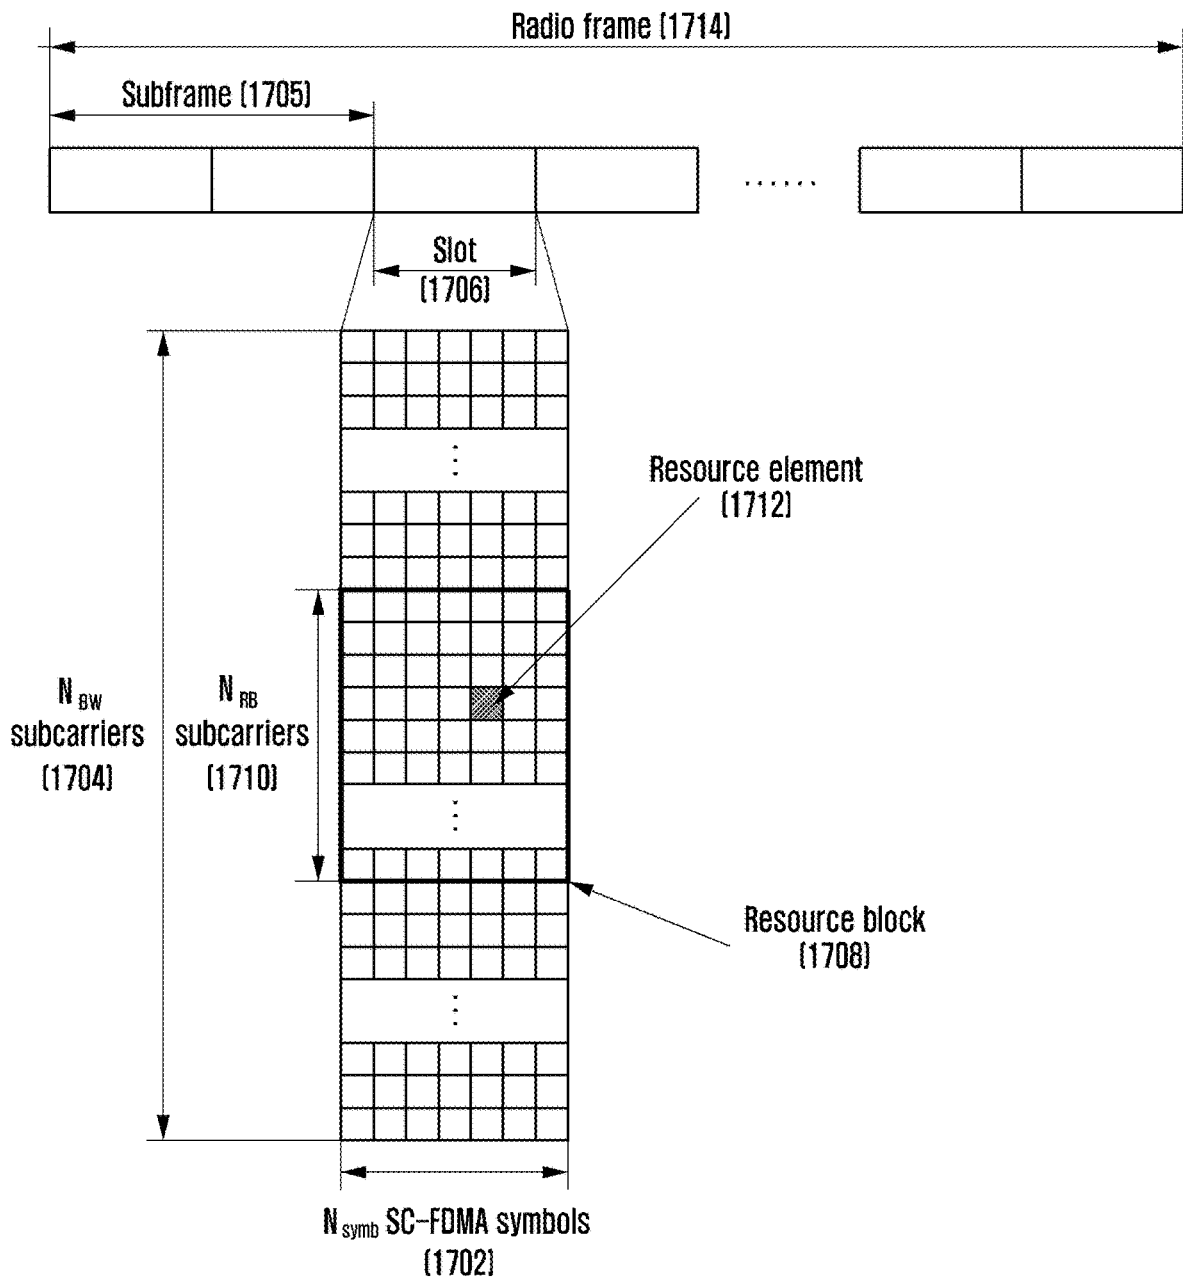 Radio frame (1714)
Subframe (1705)
......
Slot
(1706)
Resource element
(1712)
N BW
subcarriers
(1704)
N RB
subcarriers
(1710)
Resource block
(1708)
N symb SC-FDMA symbols
(1702)